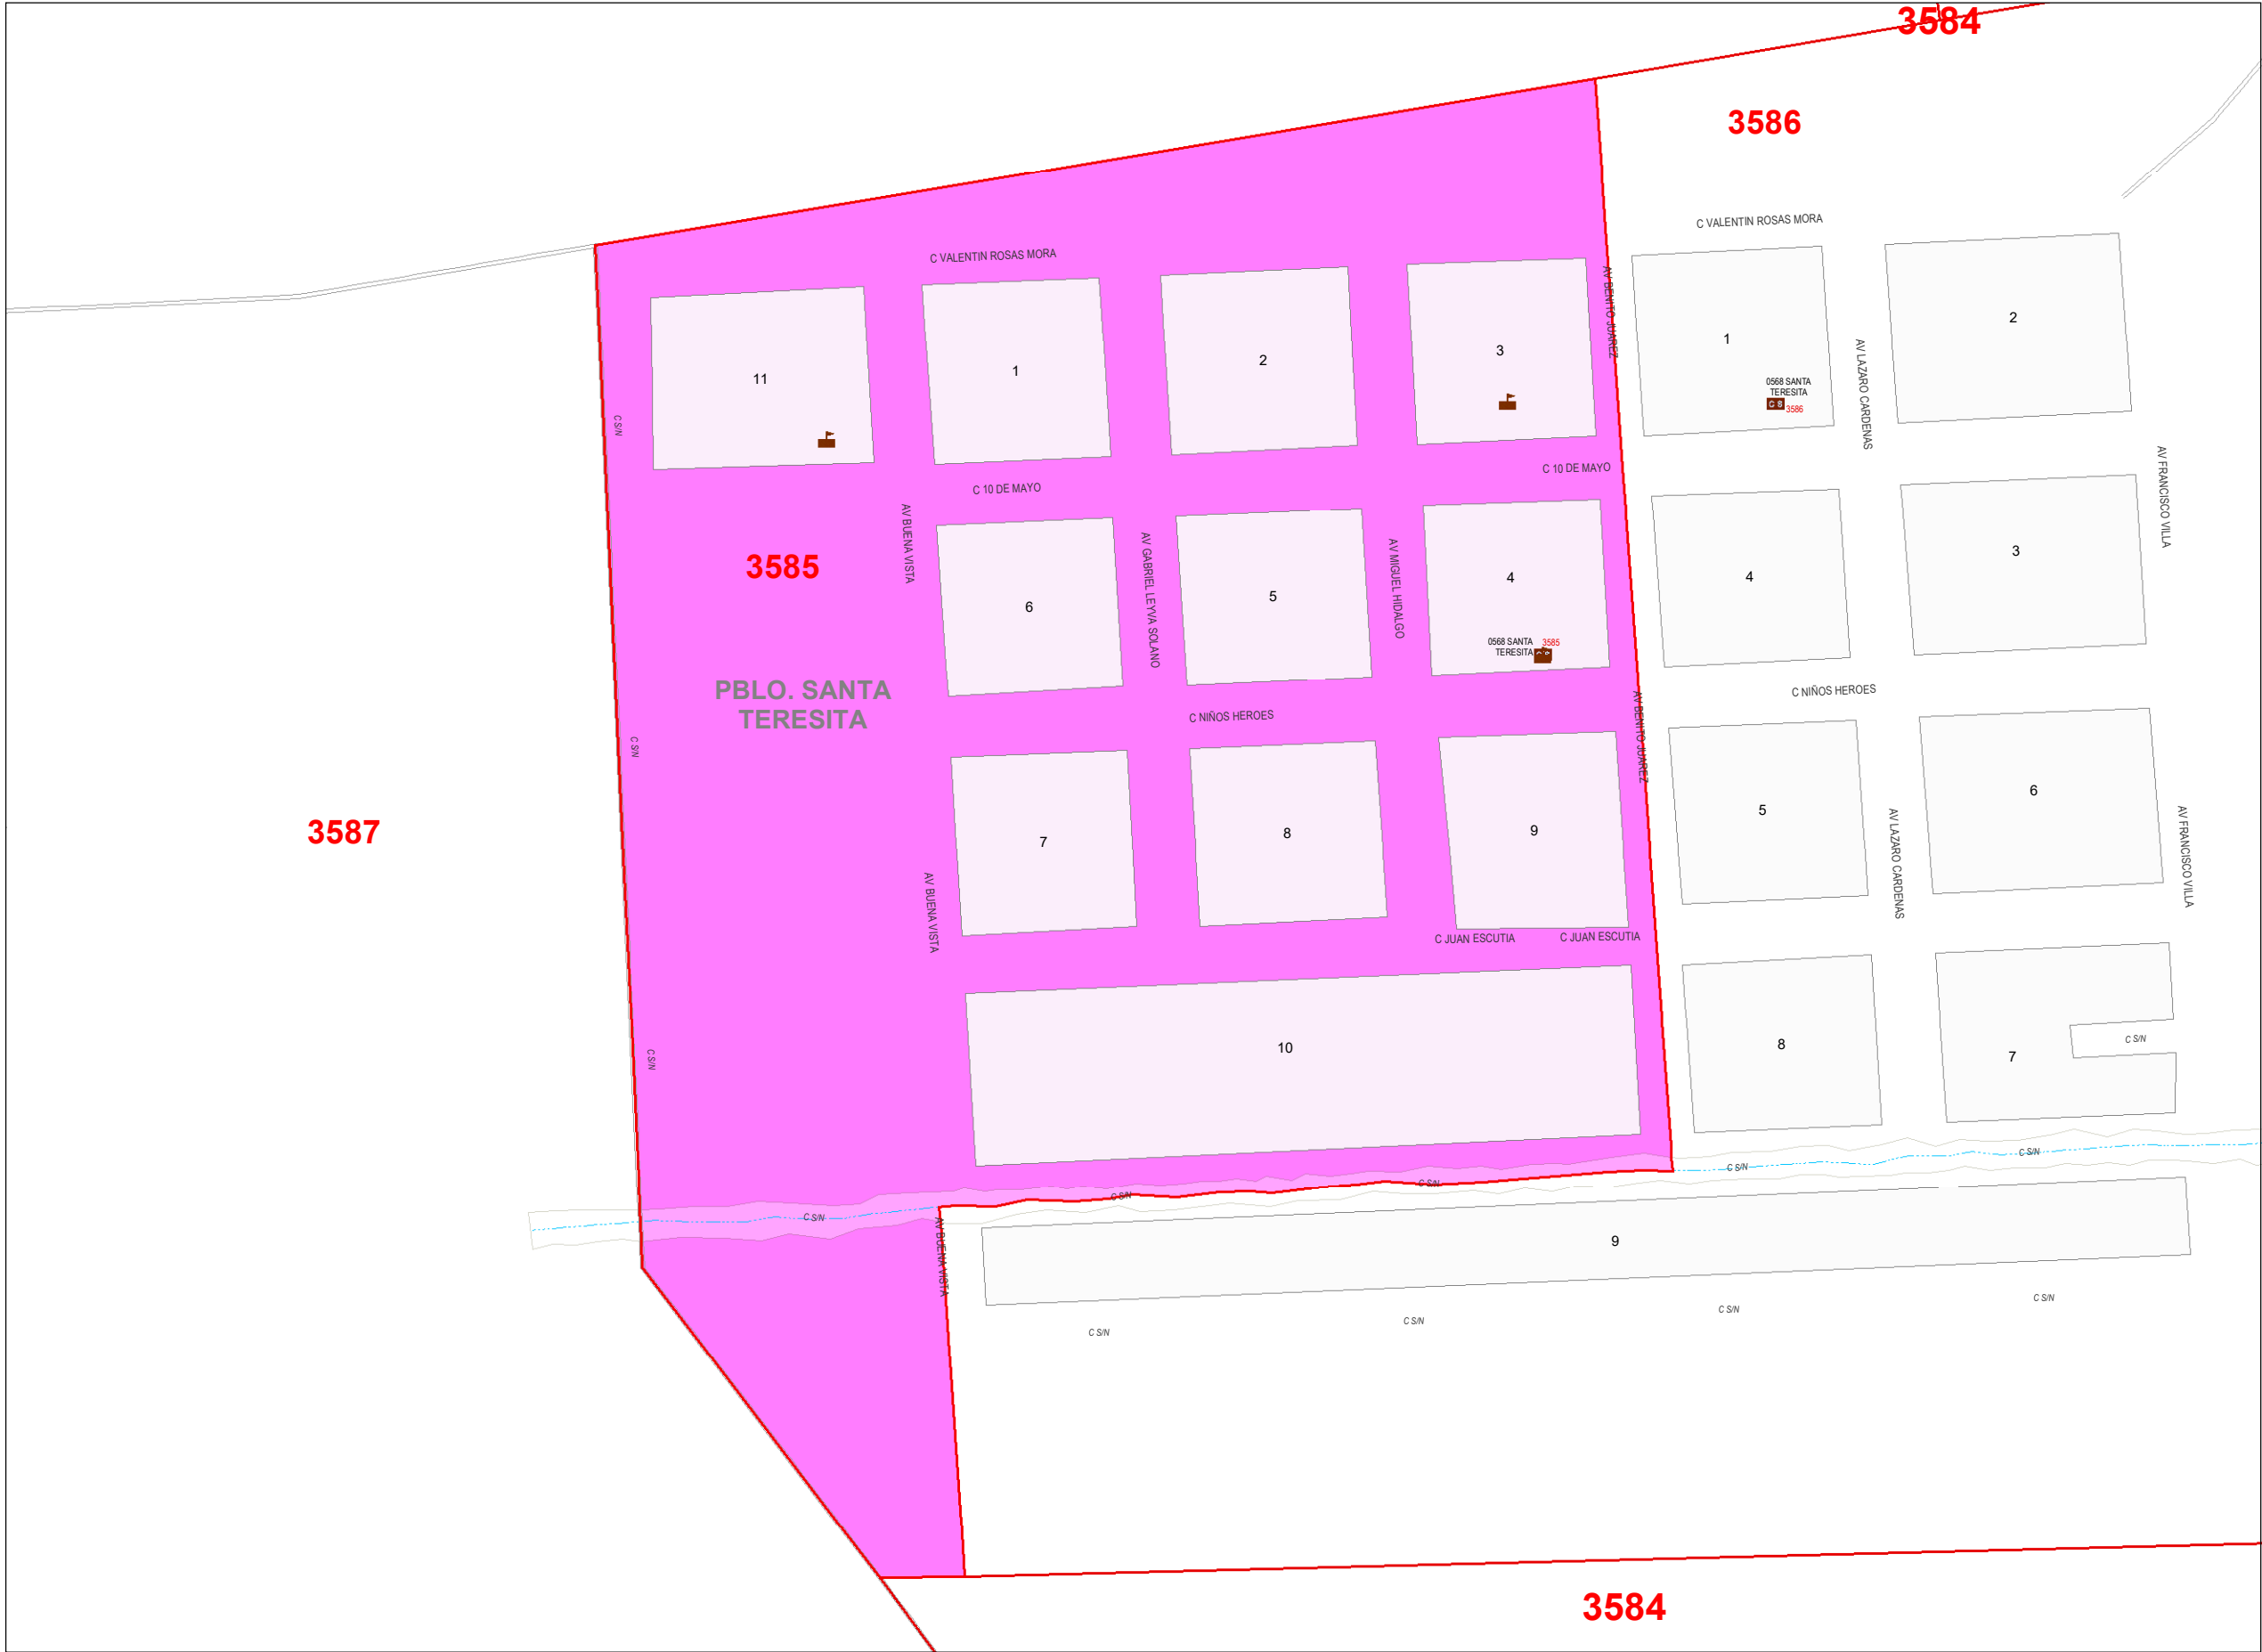 3584
3586
C VALENTIN ROSAS MORA
C VALENTIN ROSAS MORA
AV BENITO JUAREZ
11
1
2
3
1
2
0568 SANTA
TERESITA
3586
AV LAZARO CARDENAS
C S/N
C 10 DE MAYO
C 10 DE MAYO
AV FRANCISCO VILLA
AV BUENA VISTA
AV GABRIEL LEYVA SOLANO
AV MIGUEL HIDALGO
3585
6
5
4
4
3
0568 SANTA
TERESITA
3585
PBLO. SANTA
TERESITA
C NIÑOS HEROES
C NIÑOS HEROES
AV BENITO JUAREZ
C S/N
3587
7
8
9
5
6
AV LAZARO CARDENAS
AV FRANCISCO VILLA
AV BUENA VISTA
C JUAN ESCUTIA
C JUAN ESCUTIA
C S/N
10
8
7
C S/N
C S/N
C S/N
C S/N
C S/N
C S/N
AV BUENA VISTA
9
C S/N
C S/N
C S/N
C S/N
3584